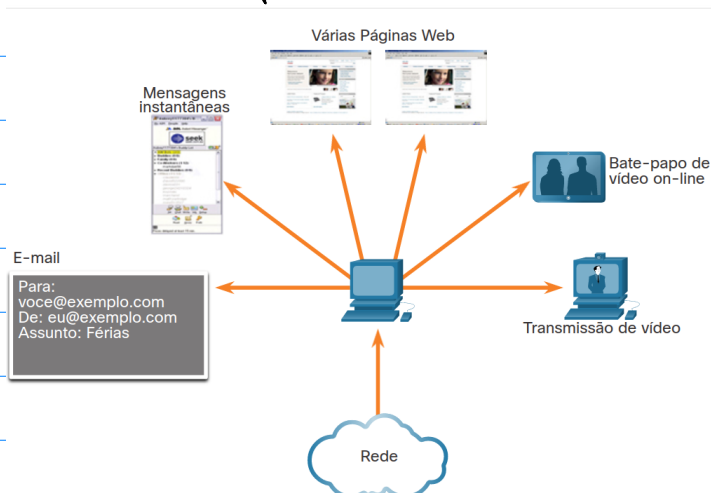 Várias Páginas Web
Mensagens
instantâneas
seek
Bate-papo de
vídeo on-line
E-mail
Para:
voce@exemplo.com
De: eu@exemplo.com
Assunto: Férias
Transmissão de vídeo
Rede